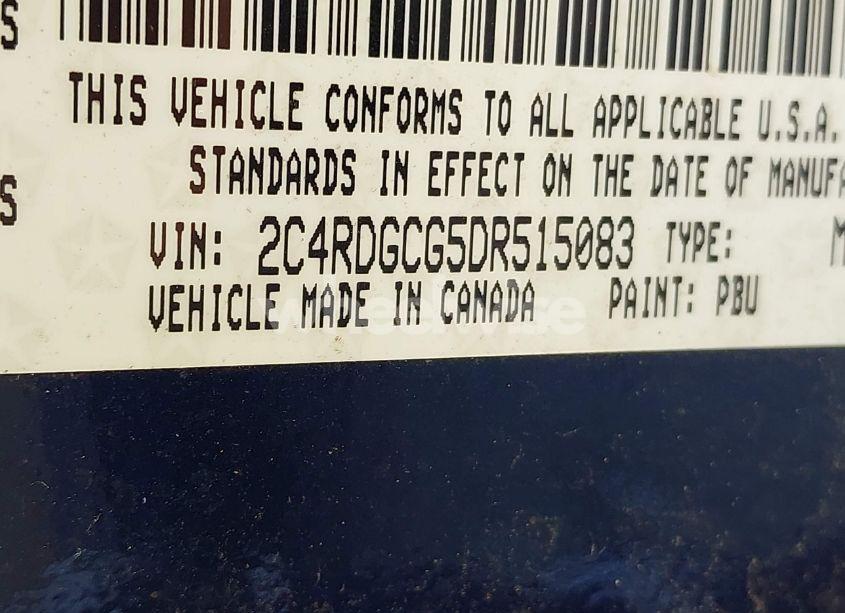 S
THIS VEHICLE CONFORMS TO ALL APPLICABLE U.S.A.
STANDARDS IN EFFECT ON THE DATE OF MANUFA
S
VIN: 2C4RDGCG5DR515083 TYPE: M
VEHICLE MADE IN CANADA PAINT: PBU